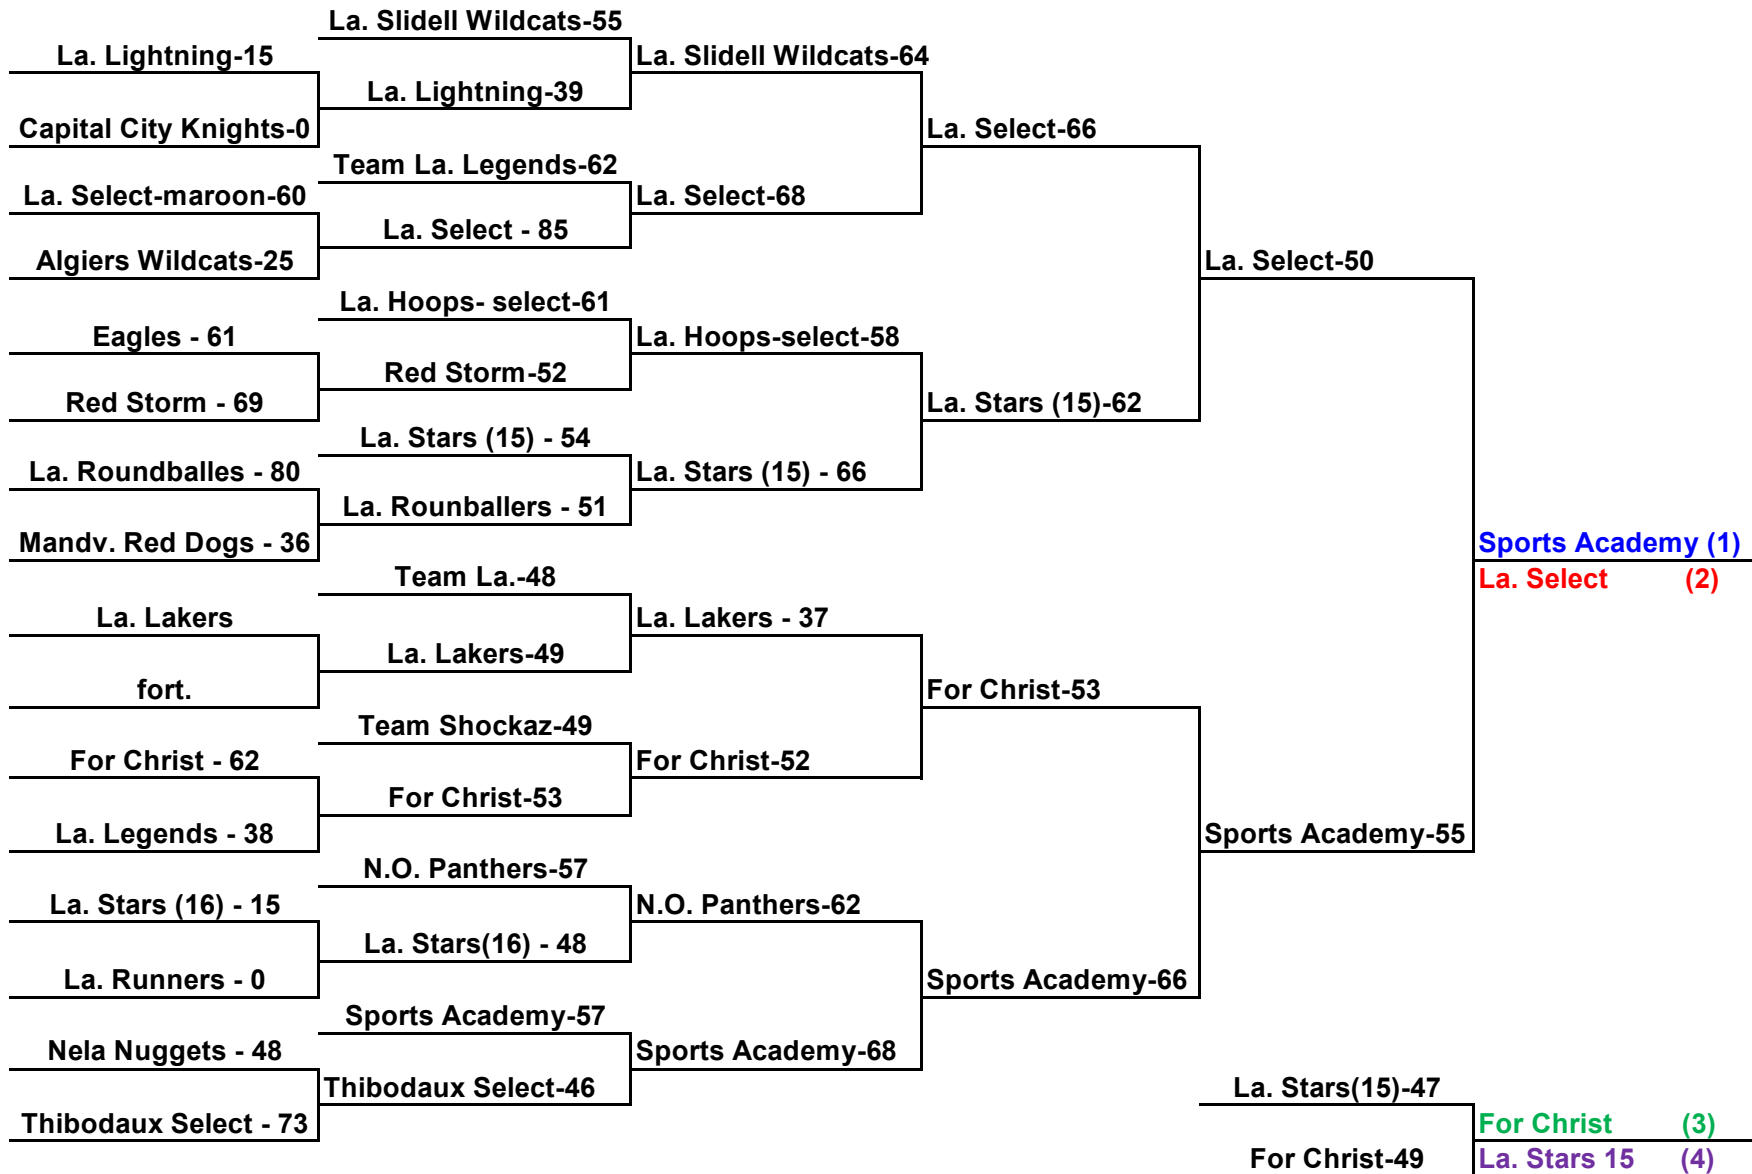 La. Slidell Wildcats-55
La. Lightning-15
La. Slidell Wildcats-64
La. Lightning-39
Capital City Knights-0
La. Select-66
Team La. Legends-62
La. Select-maroon-60
La. Select-68
La. Select - 85
Algiers Wildcats-25
La. Select-50
La. Hoops- select-61
Eagles - 61
La. Hoops-select-58
Red Storm-52
Red Storm - 69
La. Stars (15)-62
La. Stars (15) - 54
La. Roundballes - 80
La. Stars (15) - 66
La. Rounballers - 51
Mandv. Red Dogs - 36
Sports Academy (1)
Team La.-48
La. Select (2)
La. Lakers
La. Lakers - 37
La. Lakers-49
fort.
For Christ-53
Team Shockaz-49
For Christ - 62
For Christ-52
For Christ-53
La. Legends - 38
Sports Academy-55
N.O. Panthers-57
La. Stars (16) - 15
N.O. Panthers-62
La. Stars(16) - 48
La. Runners - 0
Sports Academy-66
Sports Academy-57
Nela Nuggets - 48
Sports Academy-68
Thibodaux Select-46
La. Stars(15)-47
Thibodaux Select - 73
For Christ (3)
For Christ-49
La. Stars 15 (4)